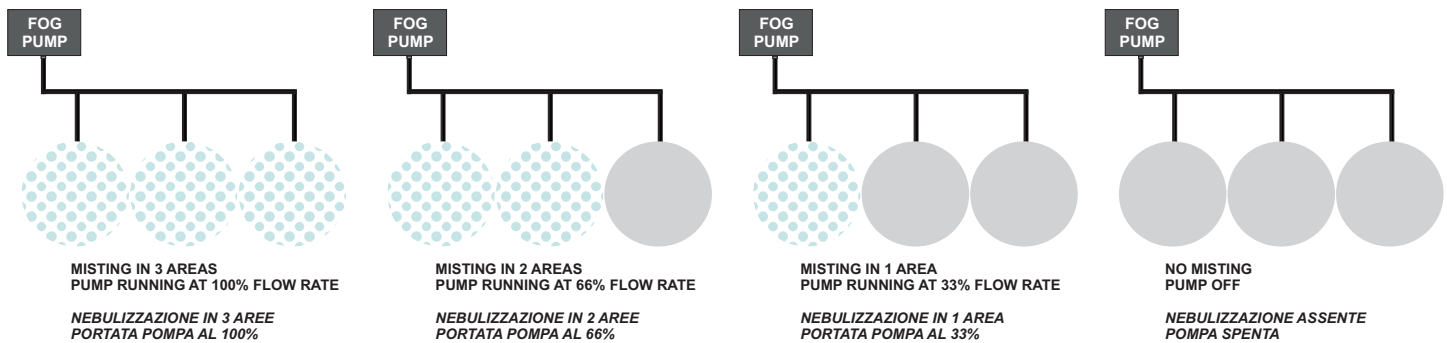 FOG
PUMP
FOG
PUMP
FOG
PUMP
FOG
PUMP
MISTING IN 3 AREAS
PUMP RUNNING AT 100% FLOW RATE
NEBULIZZAZIONE IN 3 AREE
PORTATA POMPA AL 100%
MISTING IN 2 AREAS
PUMP RUNNING AT 66% FLOW RATE
NEBULIZZAZIONE IN 2 AREE
PORTATA POMPA AL 66%
MISTING IN 1 AREA
PUMP RUNNING AT 33% FLOW RATE
NEBULIZZAZIONE IN 1 AREA
PORTATA POMPA AL 33%
NO MISTING
PUMP OFF
NEBULIZZAZIONE ASSENTE
POMPA SPENTA